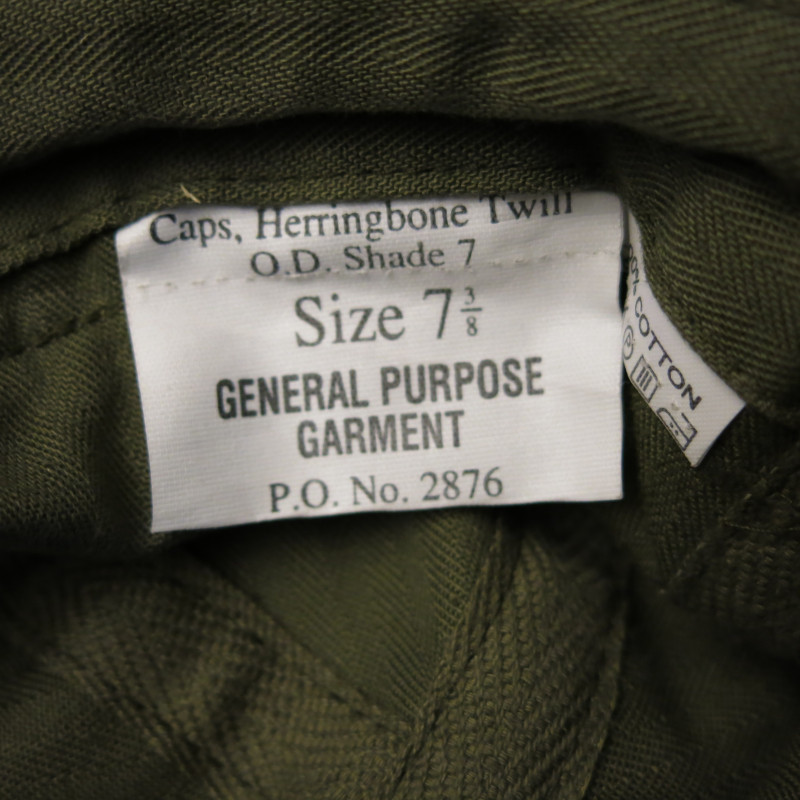 Caps, Herringbone Twill
O.D. Shade 7
Size 7 3/8
GENERAL PURPOSE
GARMENT
P.O. No. 2876
COTTON